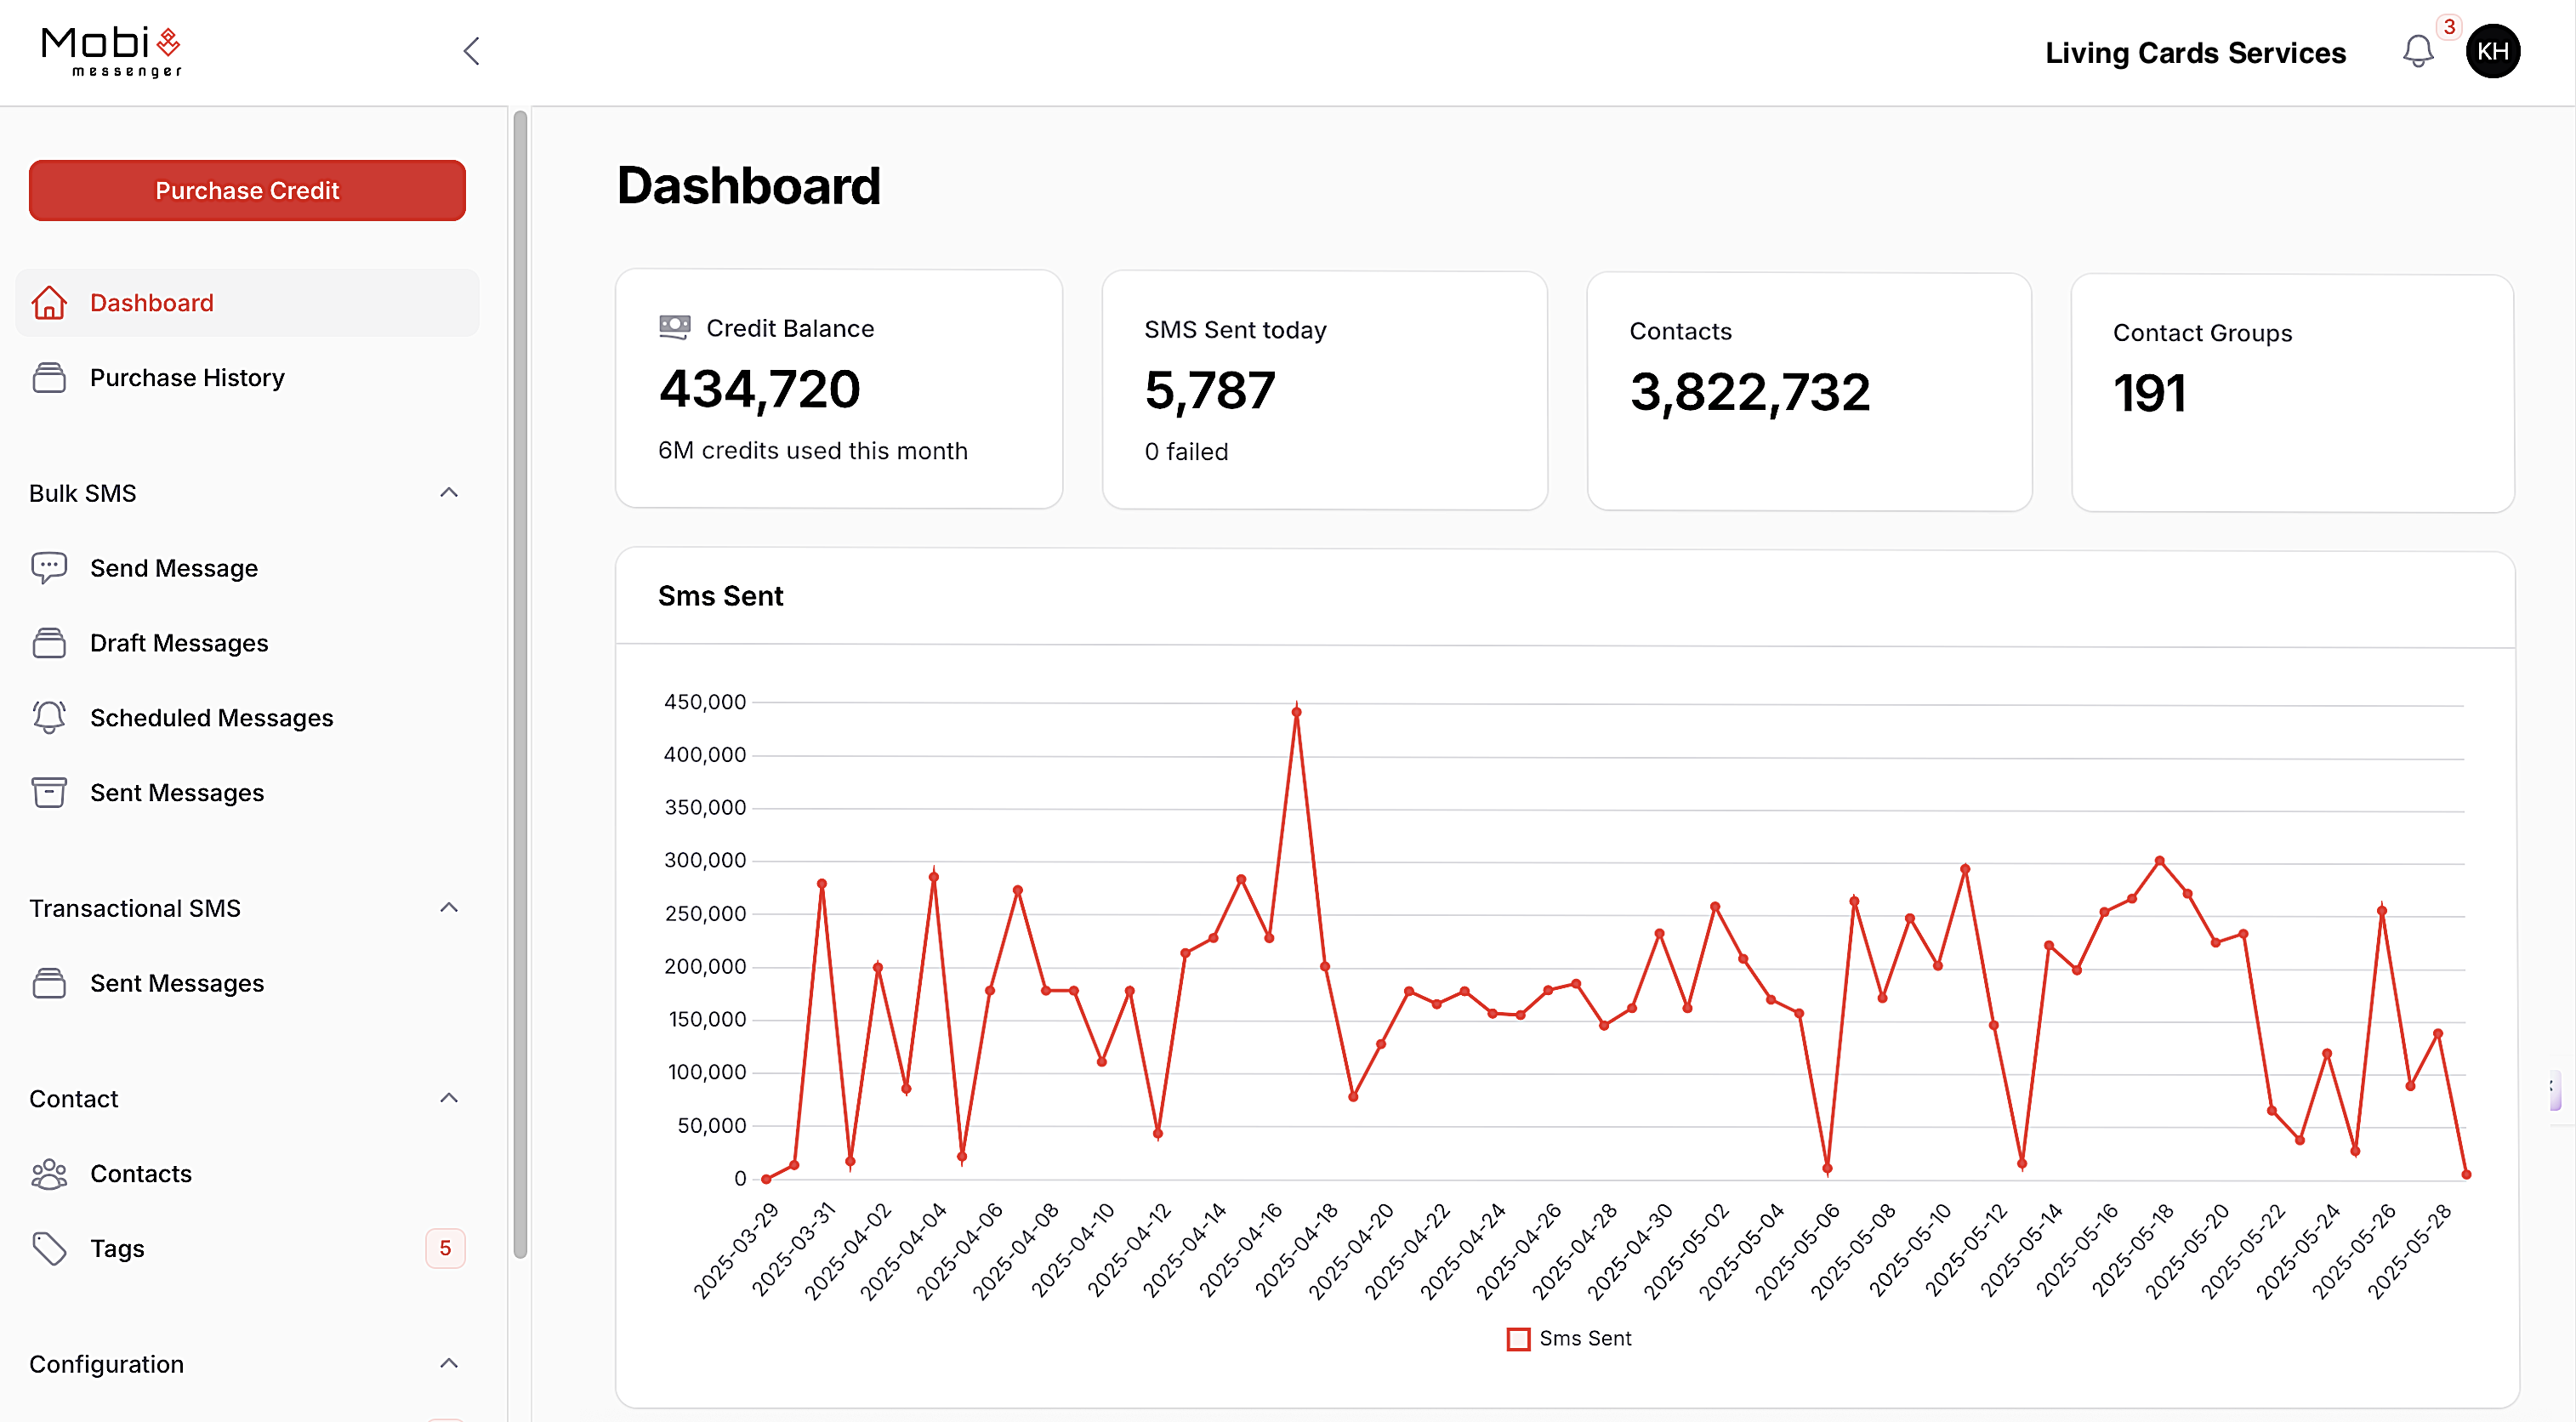 Mobi
messenger
Living Cards Services
3
KH
Purchase Credit
Dashboard
Purchase History
Bulk SMS
Send Message
Draft Messages
Scheduled Messages
Sent Messages
Transactional SMS
Sent Messages
Contact
Contacts
Tags
5
Configuration
Dashboard
Credit Balance
434,720
6M credits used this month
SMS Sent today
5,787
0 failed
Contacts
3,822,732
Contact Groups
191
Sms Sent
450,000
400,000
350,000
300,000
250,000
200,000
150,000
100,000
50,000
0
2025-03-29
2025-03-31
2025-04-02
2025-04-04
2025-04-06
2025-04-08
2025-04-10
2025-04-12
2025-04-14
2025-04-16
2025-04-18
2025-04-20
2025-04-22
2025-04-24
2025-04-26
2025-04-28
2025-04-30
2025-05-02
2025-05-04
2025-05-06
2025-05-08
2025-05-10
2025-05-12
2025-05-14
2025-05-16
2025-05-18
2025-05-20
2025-05-22
2025-05-24
2025-05-26
2025-05-28
Sms Sent